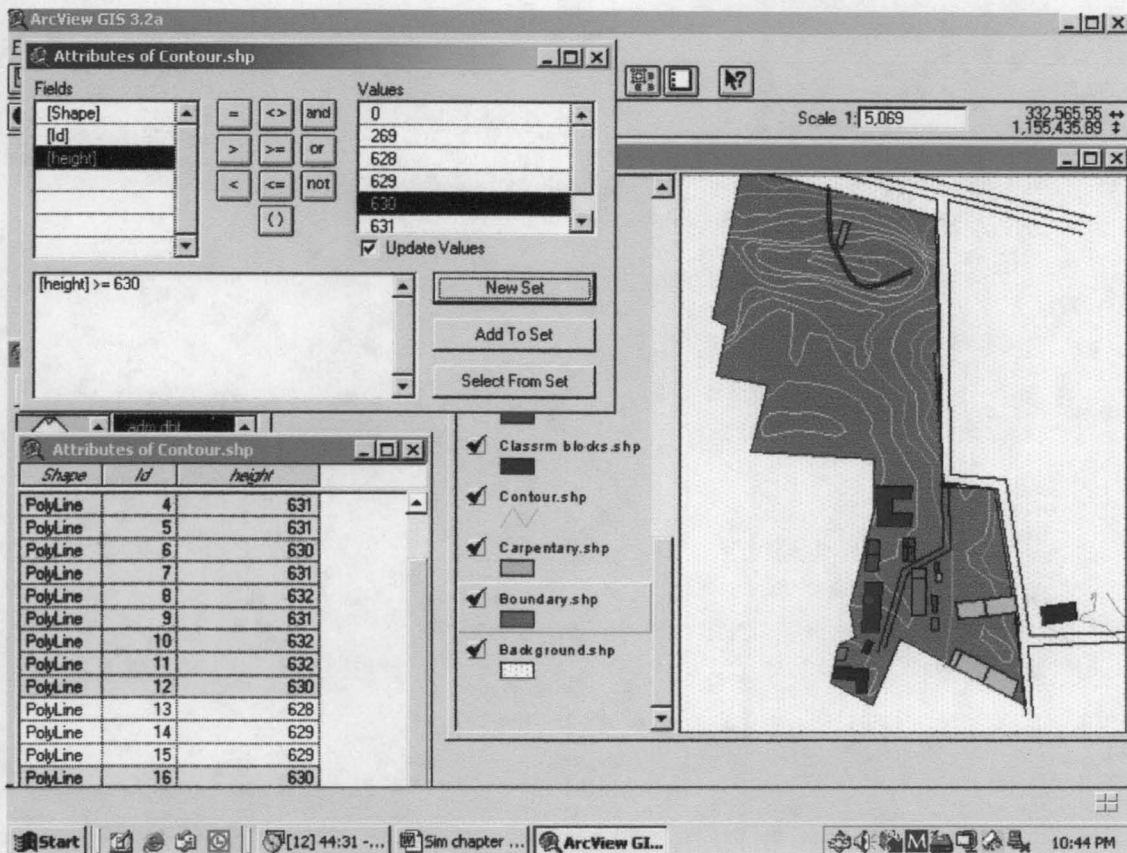 ArcView GIS 3.2a
Attributes of Contour.shp
Fields
Values
[Shape]
[Id]
[height]
= <> and
> >= or
< <= not
()
0
269
628
629
630
631
Update Values
[height] >= 630
New Set
Add To Set
Select From Set
Scale 1: 5,069
332,565.55
1,155,435.89
adm.dbf
Attributes of Contour.shp
Shape Id height
PolyLine 4 631
PolyLine 5 631
PolyLine 6 630
PolyLine 7 631
PolyLine 8 632
PolyLine 9 631
PolyLine 10 632
PolyLine 11 632
PolyLine 12 630
PolyLine 13 628
PolyLine 14 629
PolyLine 15 629
PolyLine 16 630
Classrm blocks.shp
Contour.shp
Carpentary.shp
Boundary.shp
Background.shp
Start
[12] 44:31 -...
Sim chapter ...
ArcView GI...
10:44 PM